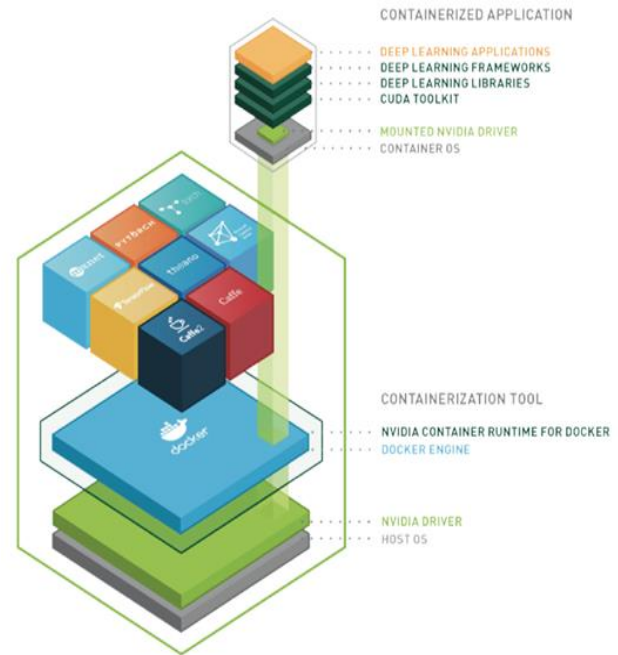 CONTAINERIZED APPLICATION
DEEP LEARNING APPLICATIONS
DEEP LEARNING FRAMEWORKS
DEEP LEARNING LIBRARIES
CUDA TOOLKIT
MOUNTED NVIDIA DRIVER
CONTAINER OS
torch
PYTORCH
mxnet
theano
TensorFlow
Caffe
Caffe2
docker
CONTAINERIZATION TOOL
NVIDIA CONTAINER RUNTIME FOR DOCKER
DOCKER ENGINE
NVIDIA DRIVER
HOST OS